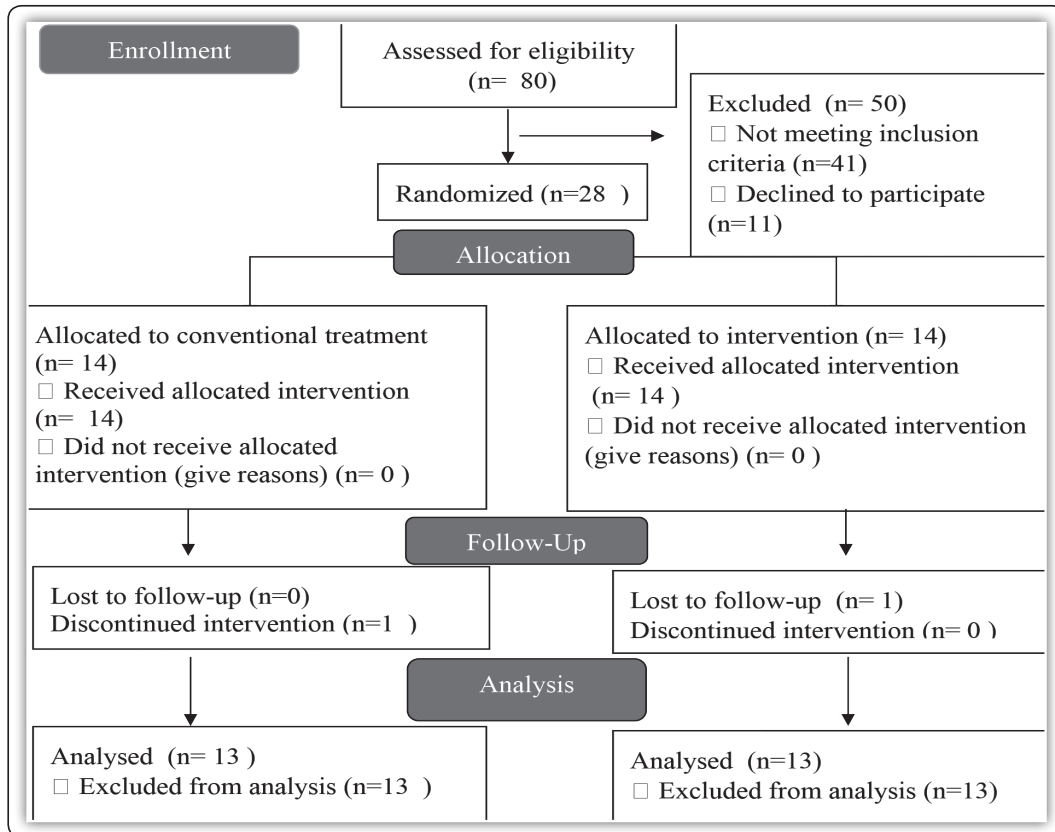 Enrollment
Assessed for eligibility
(n= 80)
Excluded (n= 50)
□ Not meeting inclusion
criteria (n=41)
□ Declined to participate
(n=11)
Randomized (n=28 )
Allocation
Allocated to conventional treatment
(n= 14)
□ Received allocated intervention
(n= 14)
□ Did not receive allocated
intervention (give reasons) (n= 0 )
Allocated to intervention (n= 14)
□ Received allocated intervention
(n= 14 )
□ Did not receive allocated intervention
(give reasons) (n= 0 )
Follow-Up
Lost to follow-up (n=0)
Discontinued intervention (n=1 )
Lost to follow-up (n= 1)
Discontinued intervention (n= 0 )
Analysis
Analysed (n= 13 )
□ Excluded from analysis (n=13 )
Analysed (n=13)
□ Excluded from analysis (n=13)